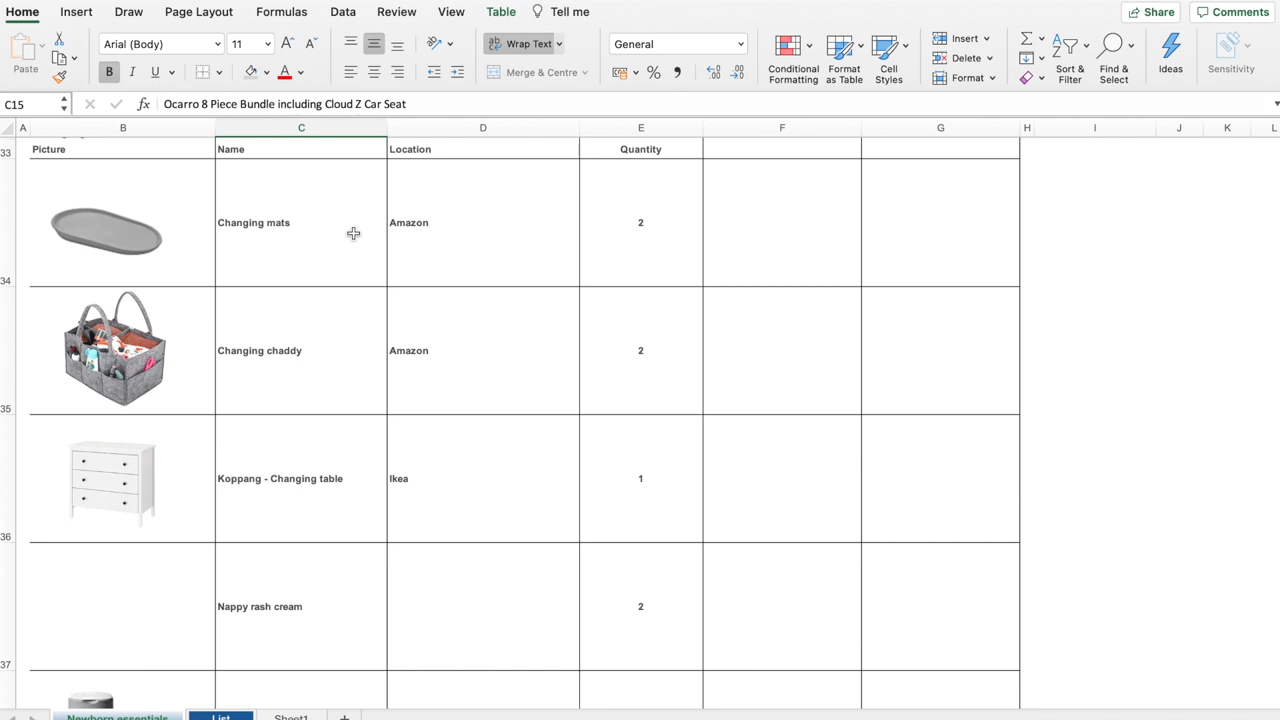 Home Insert Draw Page Layout Formulas Data Review View Table Tell me Share Comments
Paste Arial (Body) 11 A A Wrap Text General Insert Σ
B I U A Merge & Centre % Conditional Formatting Format as Table Cell Styles Delete Format Sort & Filter Find & Select Ideas Sensitivity
C15 fx Ocarro 8 Piece Bundle including Cloud Z Car Seat
A B C D E F G H I J K L
33 Picture Name Location Quantity
34 Changing mats Amazon 2
35 Changing chaddy Amazon 2
36 Koppang - Changing table Ikea 1
37 Nappy rash cream 2
Newborn essentials List Sheet1 +